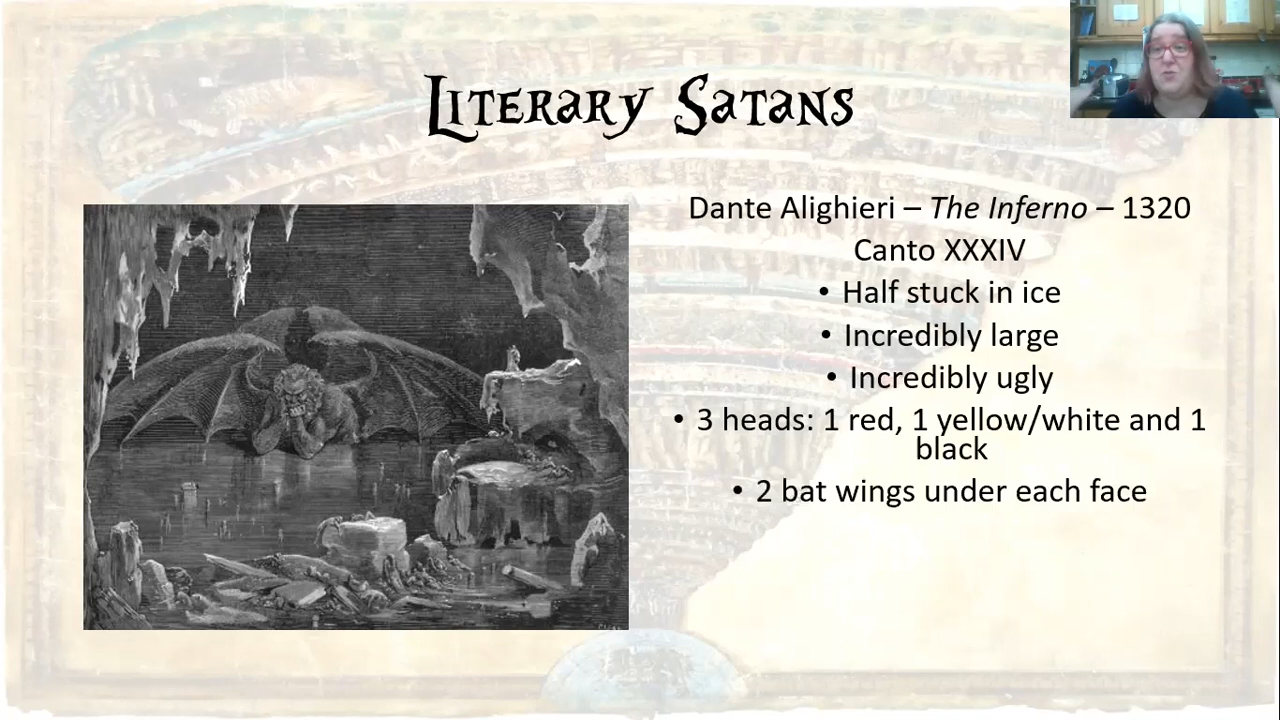 Literary Satans
Dante Alighieri – The Inferno – 1320
Canto XXXIV
• Half stuck in ice
• Incredibly large
• Incredibly ugly
• 3 heads: 1 red, 1 yellow/white and 1
black
• 2 bat wings under each face